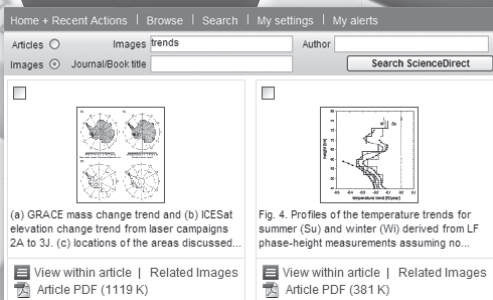 Home + Recent Actions | Browse | Search | My settings | My alerts
Articles Images trends Author
Images Journal/Book title Search ScienceDirect
(a) GRACE mass change trend and (b) ICESat
elevation change trend from laser campaigns
2A to 3J. (c) locations of the areas discussed...
View within article | Related Images
Article PDF (1119 K)
Fig. 4. Profiles of the temperature trends for
summer (Su) and winter (Wi) derived from LF
phase-height measurements assuming no...
View within article | Related Images
Article PDF (381 K)